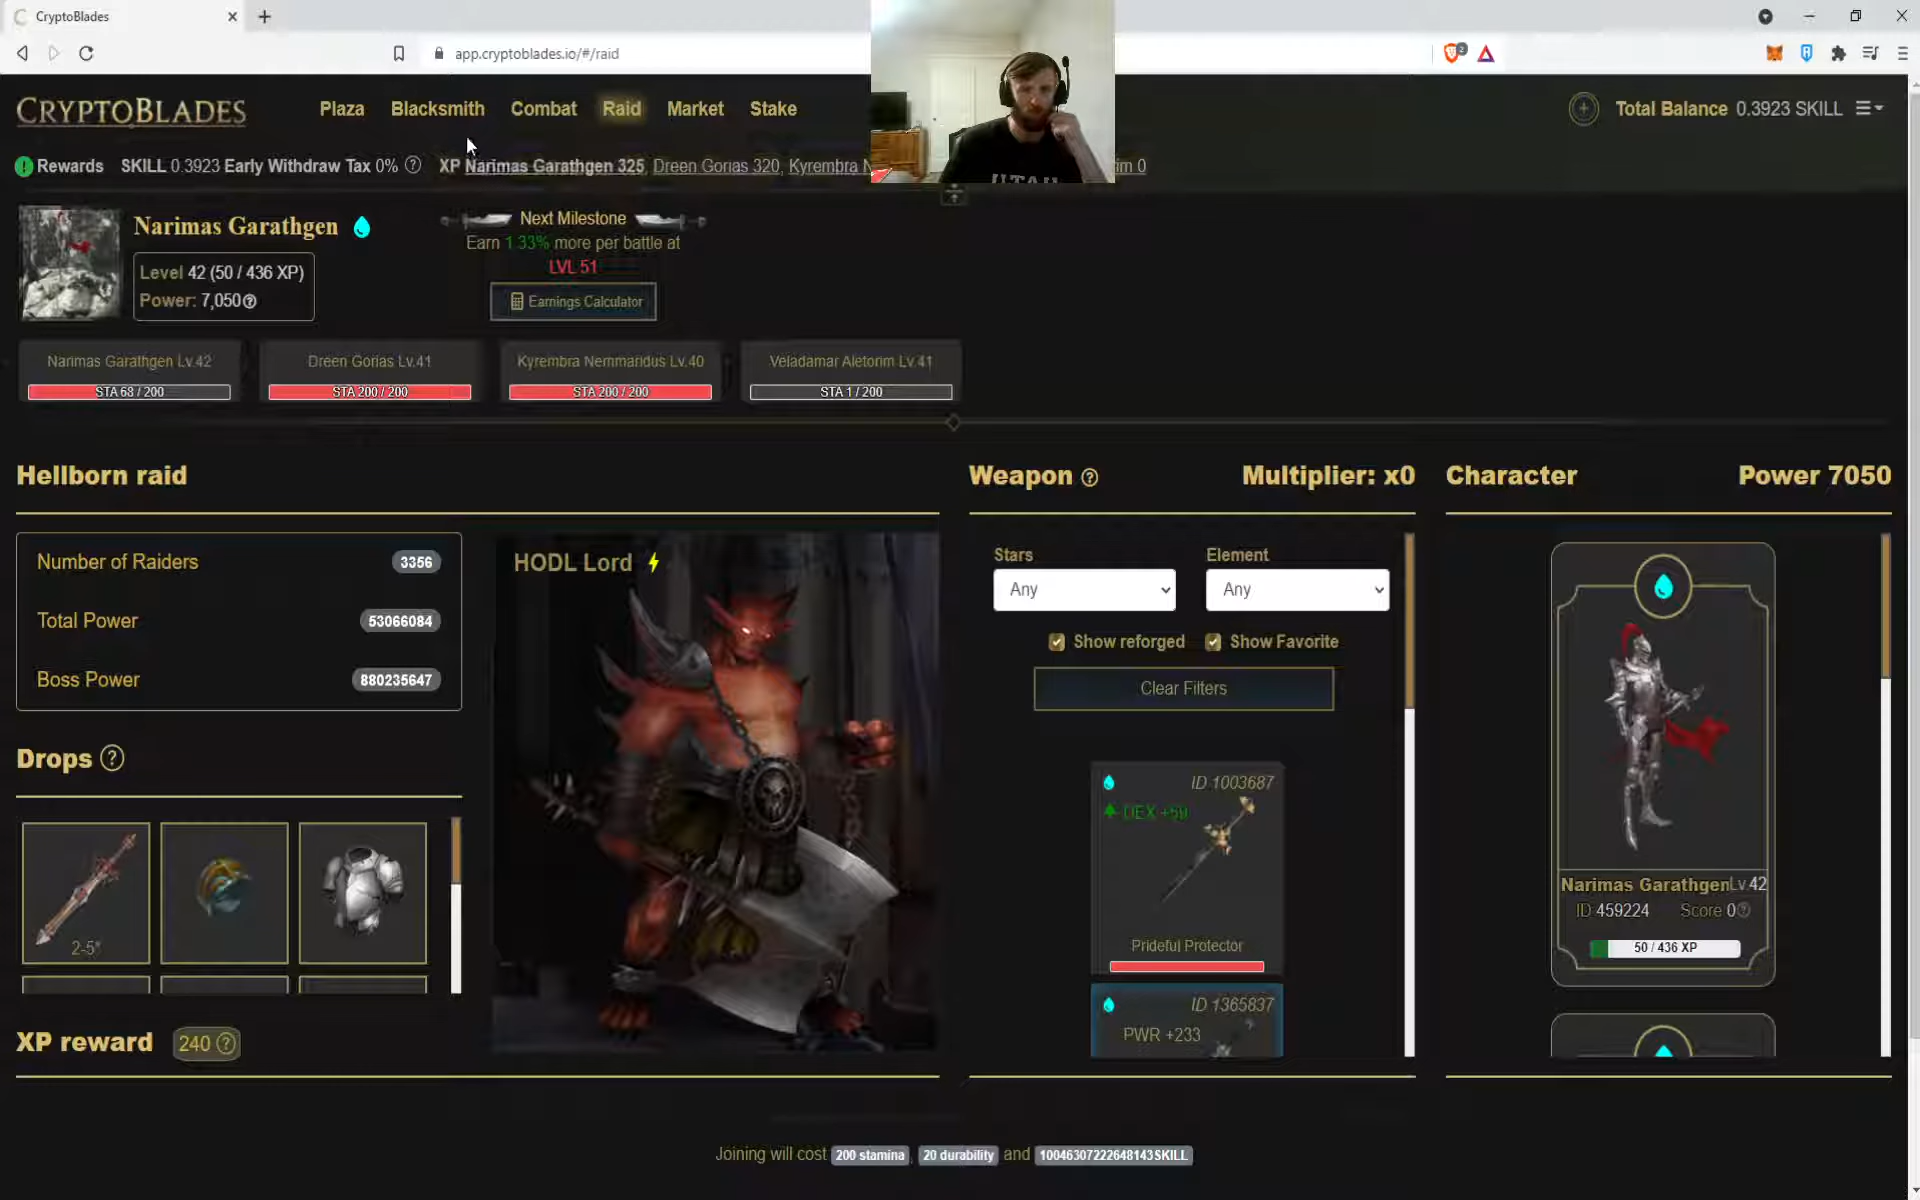 CryptoBlades
app.cryptoblades.io/#/raid
2
CRYPTOBLADES
Plaza Blacksmith Combat Raid Market Stake
Total Balance 0.3923 SKILL
Rewards SKILL 0.3923 Early Withdraw Tax 0% XP Narimas Garathgen 325, Dreen Gorias 320, Kyrembra N
im 0
UTAH
Narimas Garathgen
Level 42 (50 / 436 XP)
Power: 7,050
Next Milestone
Earn 1.33% more per battle at
LVL 51
Earnings Calculator
Narimas Garathgen Lv.42
STA 68 / 200
Dreen Gorias Lv.41
STA 200 / 200
Kyrembra Nemmaridus Lv.40
STA 200 / 200
Veladamar Aletorim Lv.41
STA 1 / 200
Hellborn raid
Number of Raiders 3356
Total Power 53066084
Boss Power 880235647
Drops
2-5*
XP reward 240
HODL Lord
Weapon Multiplier: x0
Stars Element
Any Any
Show reforged Show Favorite
Clear Filters
ID 1003687
DEX +59
Prideful Protector
ID 1365837
PWR +233
Character Power 7050
Narimas Garathgen Lv.42
ID 459224 Score 0
50 / 436 XP
Joining will cost 200 stamina, 20 durability and 10046307222648143SKILL